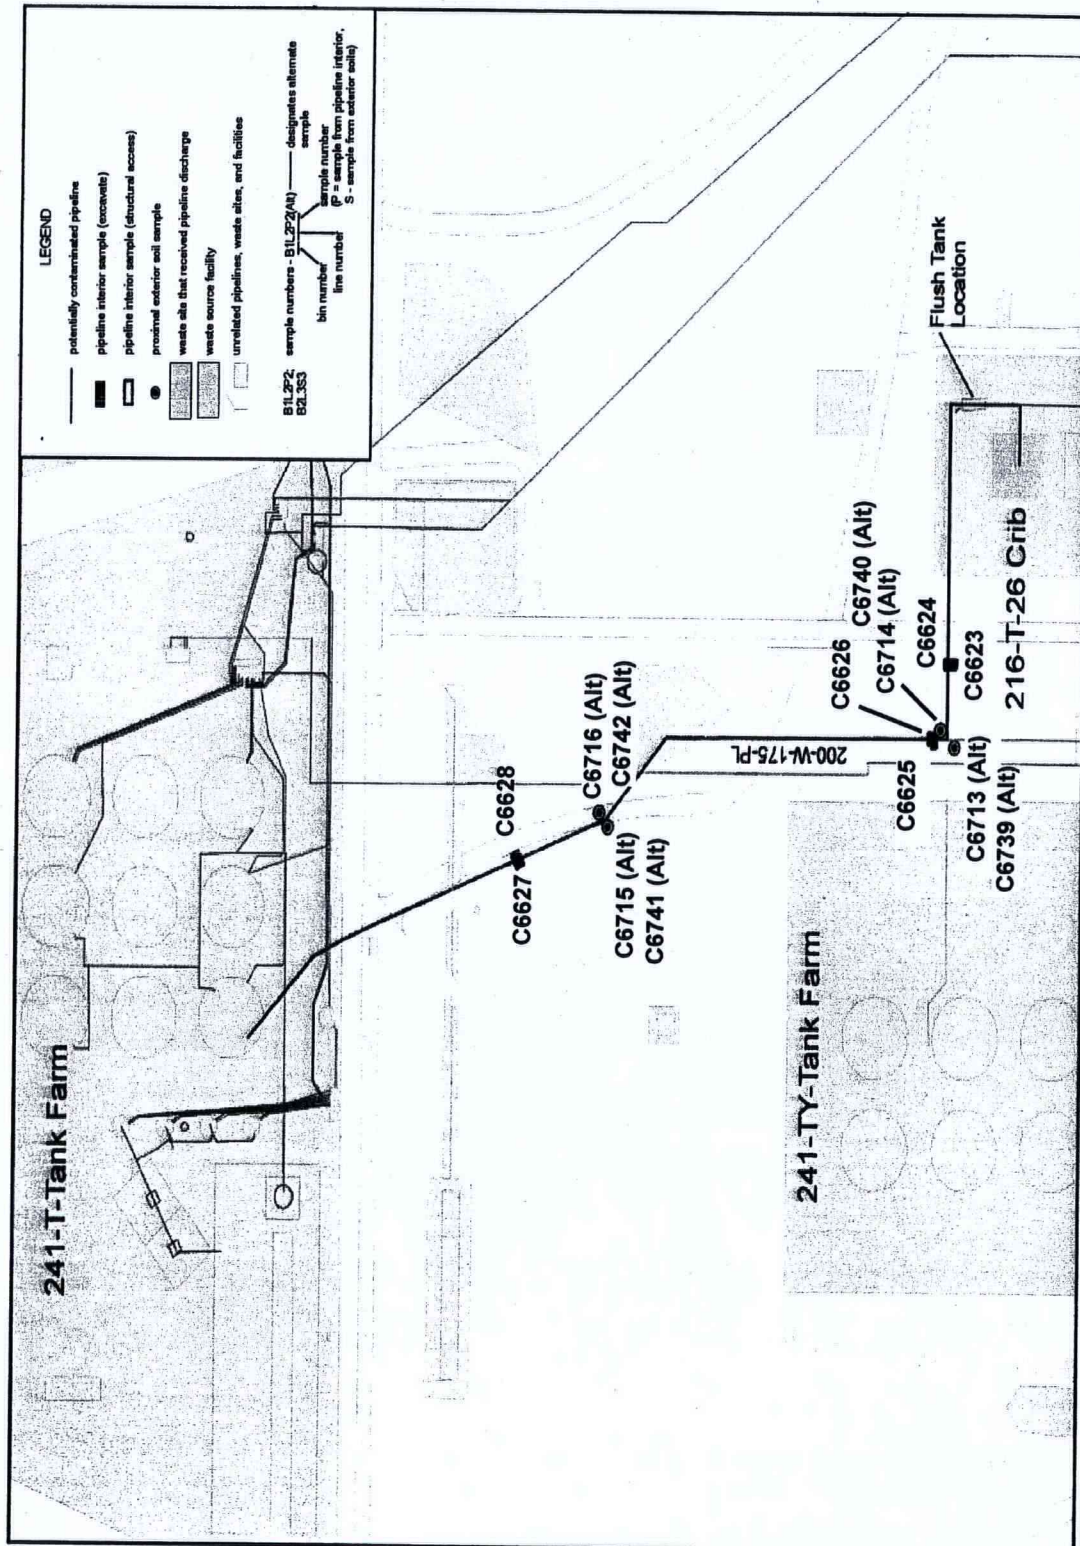 LEGEND
potentially contaminated pipeline
pipeline interior sample (excavate)
pipeline interior sample (structural access)
proximal exterior soil sample
waste site that received pipeline discharge
waste source facility
unrelated pipelines, waste sites, and facilities
B1L2P2;
B2L3S3
sample numbers - B1L2P2(Alt)
designates alternate
sample
bin number
line number
sample number
(P = sample from pipeline interior,
S - sample from exterior soils)
241-T-Tank Farm
C6627
C6628
C6716 (Alt)
C6742 (Alt)
C6715 (Alt)
C6741 (Alt)
200-W-175-PL
241-TY-Tank Farm
C6625
C6626
C6740 (Alt)
C6714 (Alt)
C6624
C6623
C6713 (Alt)
C6739 (Alt)
216-T-26 Crib
Flush Tank
Location